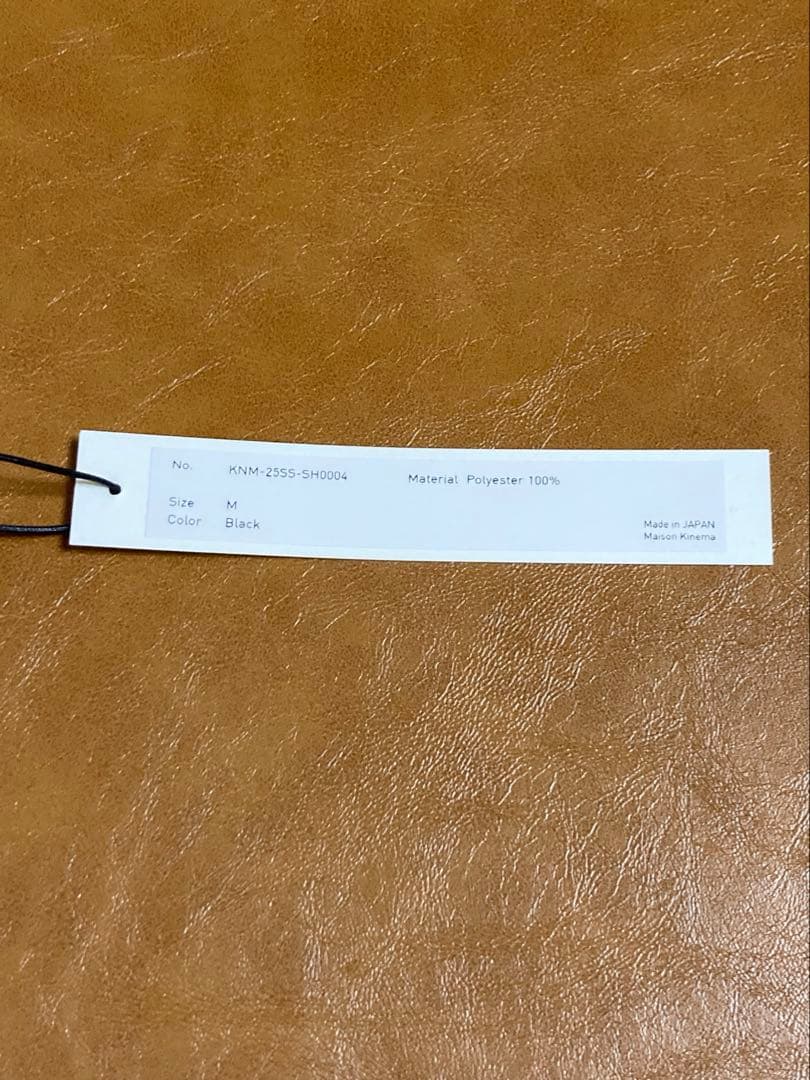 No. KNM-25SS-SH0004 Material Polyester 100%
Size M
Color Black
Made in JAPAN
Maison Kinema